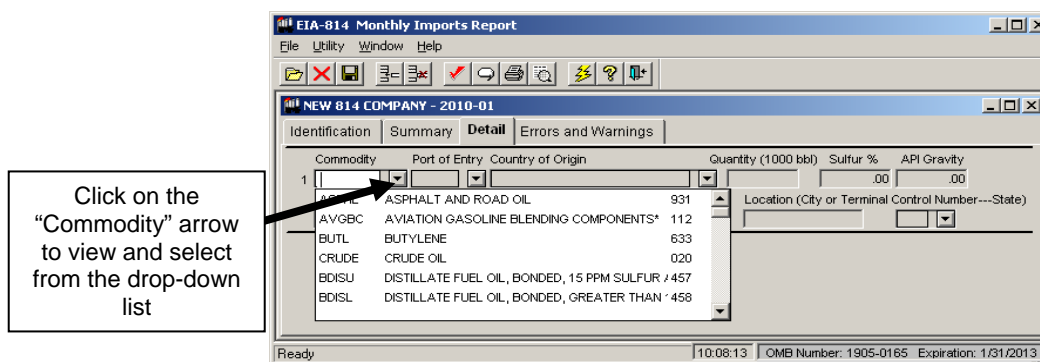 EIA-814 Monthly Imports Report
File Utility Window Help
NEW 814 COMPANY - 2010-01
Identification Summary Detail Errors and Warnings
Commodity Port of Entry Country of Origin Quantity (1000 bbl) Sulfur % API Gravity
1 .00 .00
ASPHALT AND ROAD OIL 931
Location (City or Terminal Control Number---State)
AVGBC AVIATION GASOLINE BLENDING COMPONENTS* 112
BUTL BUTYLENE 633
CRUDE CRUDE OIL 020
BDISU DISTILLATE FUEL OIL, BONDED, 15 PPM SULFUR 457
BDISL DISTILLATE FUEL OIL, BONDED, GREATER THAN 458
Click on the
“Commodity” arrow
to view and select
from the drop-down
list
Ready 10:08:13 OMB Number: 1905-0165 Expiration: 1/31/2013